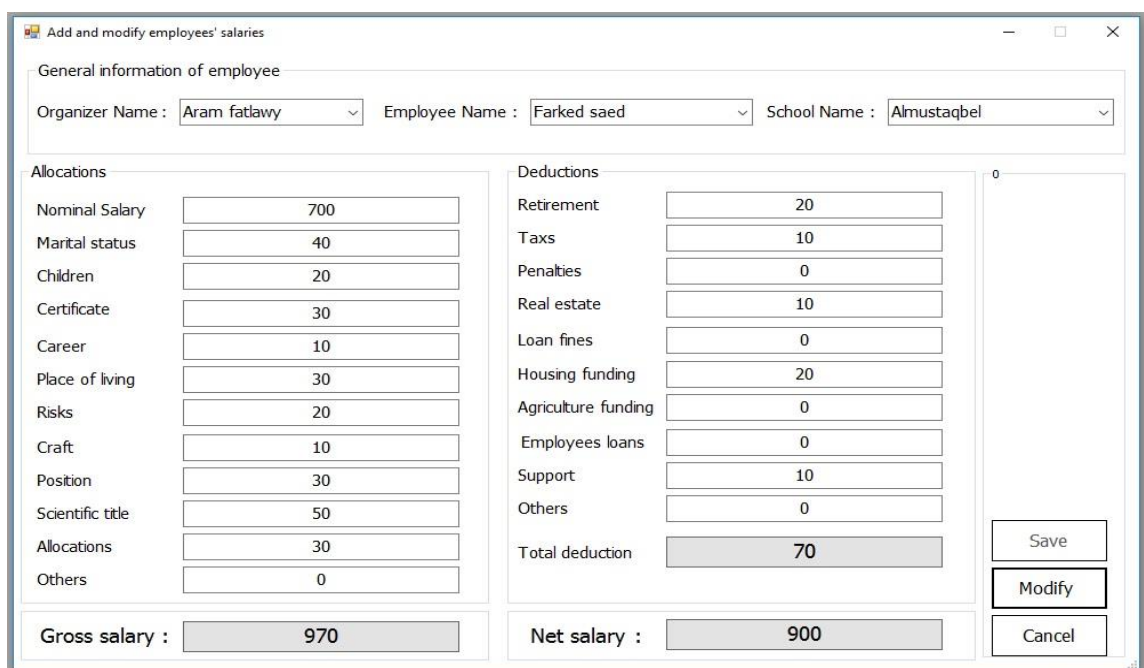 Add and modify employees' salaries
General information of employee
Organizer Name : Aram fatlawy Employee Name : Farked saed School Name : Almustaqbel
Allocations
Nominal Salary 700
Marital status 40
Children 20
Certificate 30
Career 10
Place of living 30
Risks 20
Craft 10
Position 30
Scientific title 50
Allocations 30
Others 0
Gross salary : 970
Deductions
Retirement 20
Taxs 10
Penalties 0
Real estate 10
Loan fines 0
Housing funding 20
Agriculture funding 0
Employees loans 0
Support 10
Others 0
Total deduction 70
Net salary : 900
0
Save
Modify
Cancel